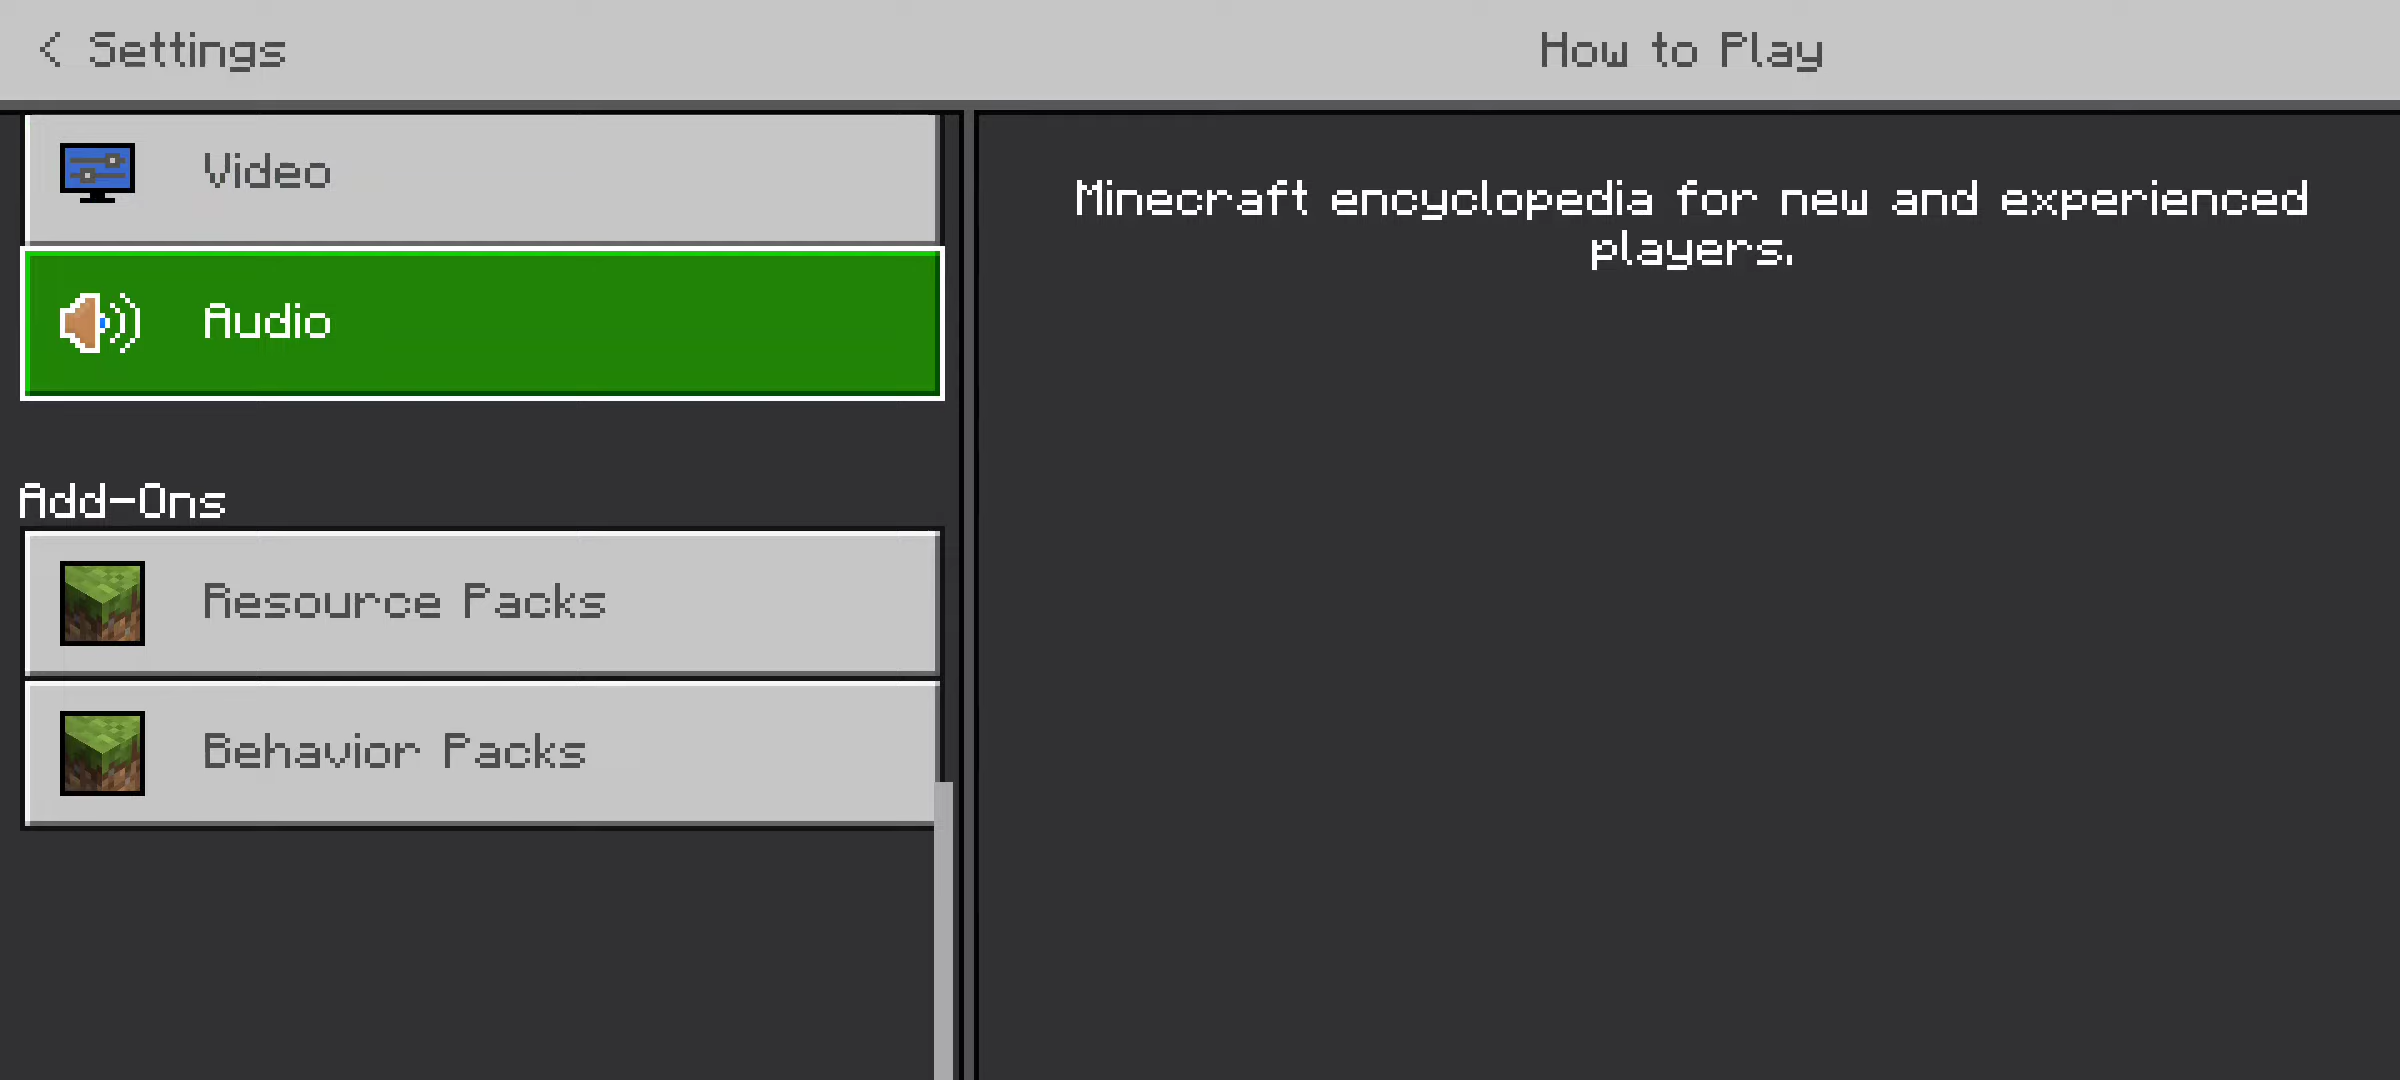 < Settings
How to Play
Video
Audio
Add-Ons
Resource Packs
Behavior Packs
Minecraft encyclopedia for new and experienced
players.